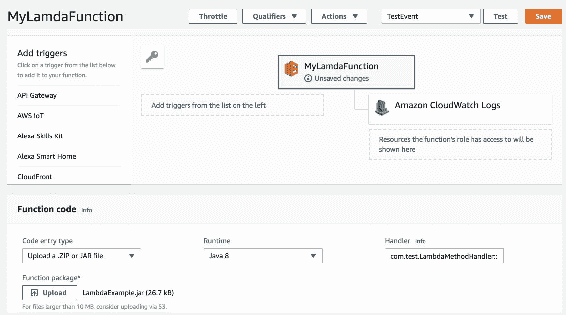 MyLamdaFunction
Throttle
Qualifiers
Actions
TestEvent
Test
Save
Add triggers
Click on a trigger from the list below
to add it to your function.
API Gateway
AWS IoT
Alexa Skills Kit
Alexa Smart Home
CloudFront
MyLamdaFunction
Unsaved changes
Add triggers from the list on the left
Amazon CloudWatch Logs
Resources the function's role has access to will be
shown here
Function code Info
Code entry type
Upload a .ZIP or JAR file
Runtime
Java 8
Handler Info
com.test.LambdaMethodHandler::
Function package*
Upload
LambdaExample.jar (26.7 kB)
For files larger than 10 MB, consider uploading via S3.